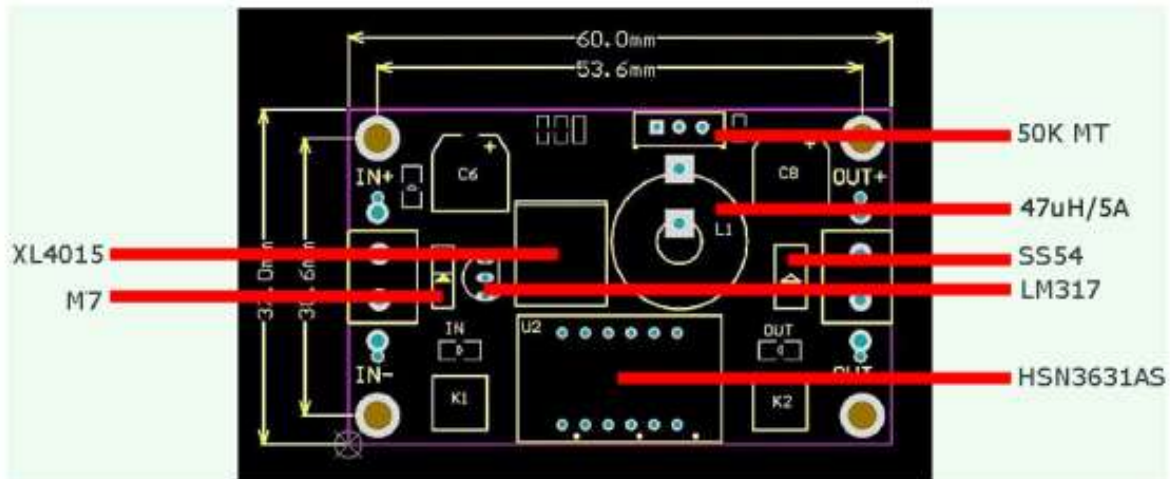 60.0mm
53.6mm
50K MT
IN+
C6
C8
OUT+
47uH/5A
L1
XL4015
SS54
M7
LM317
U2
IN
OUT
IN-
OUT
HSN3631AS
K1
K2